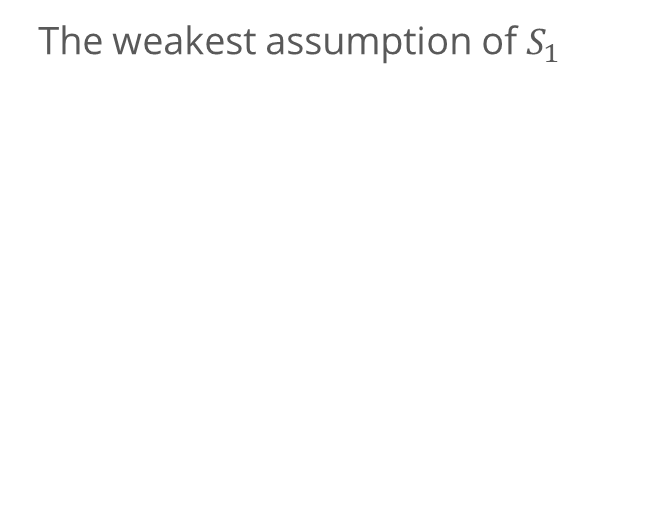 The weakest assumption of S₁